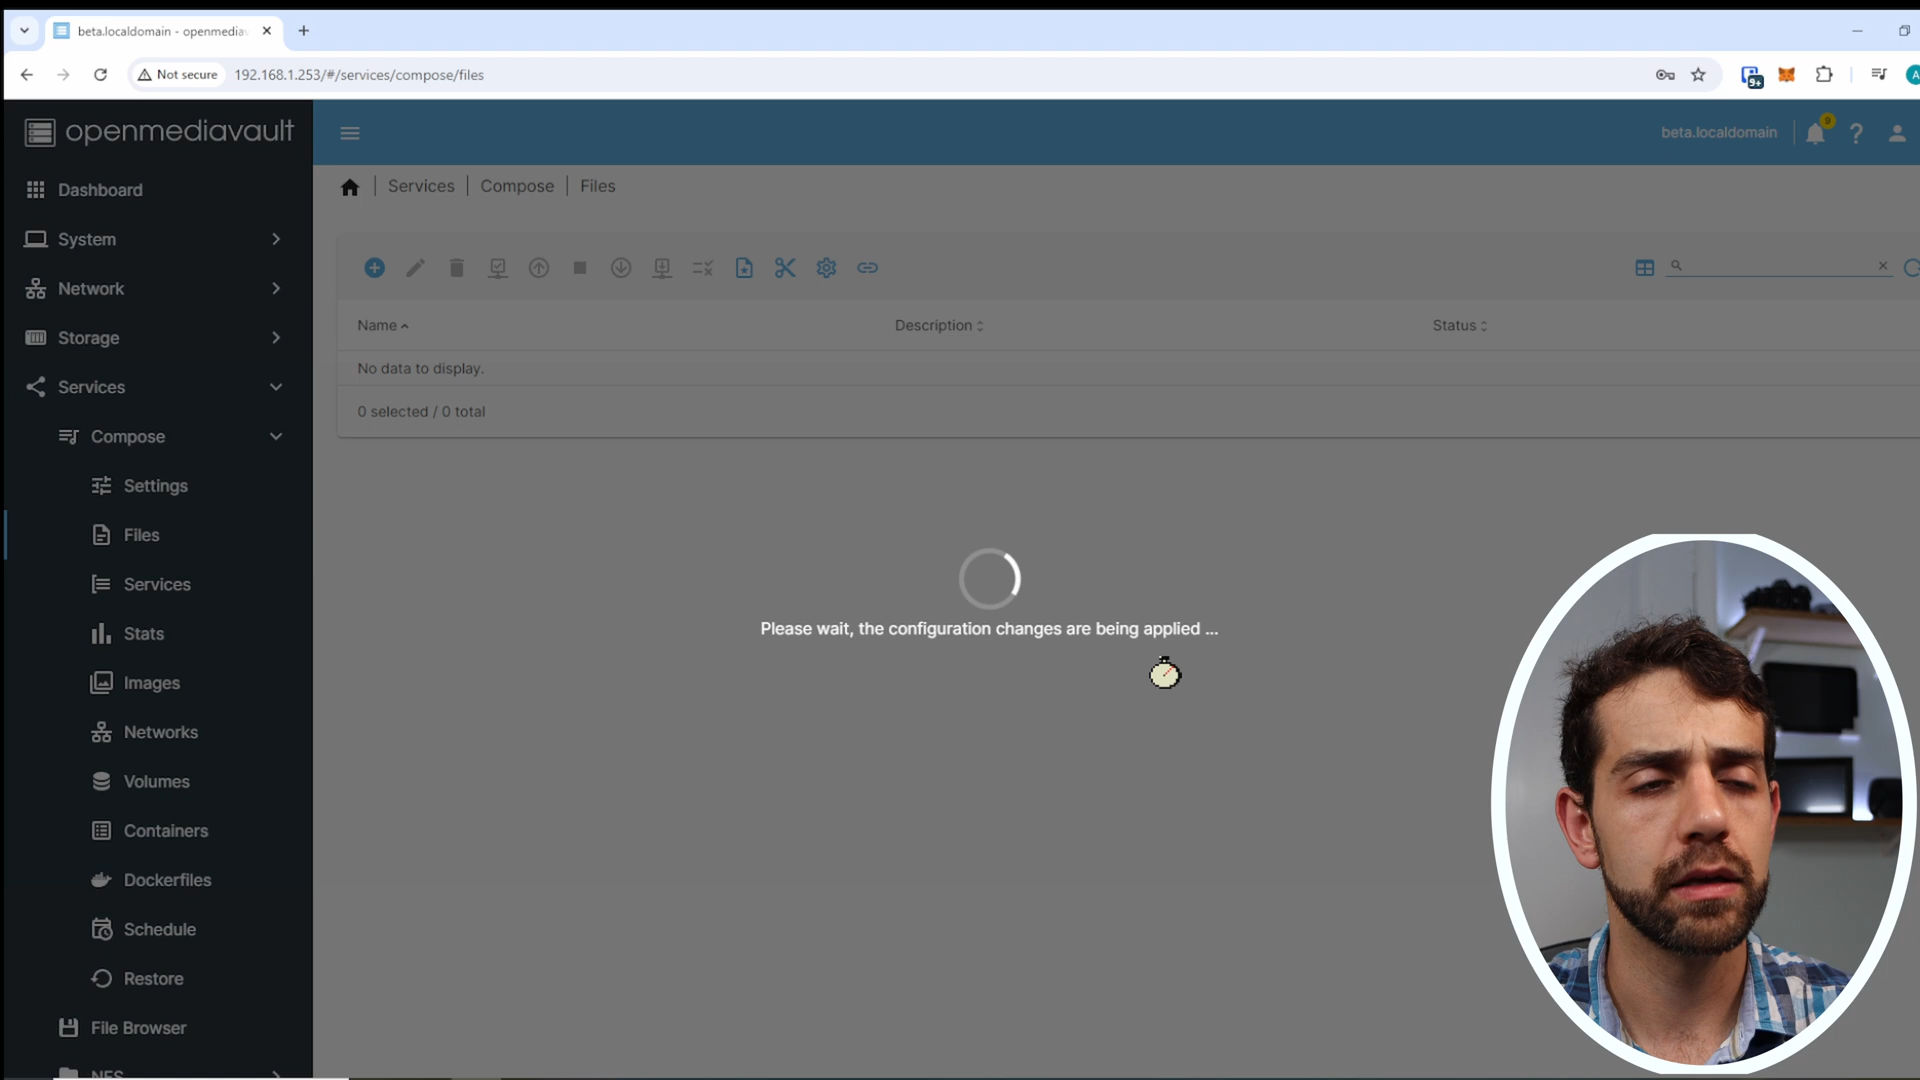 beta.localdomain - openmediav
Not secure
192.168.1.253/#/services/compose/files
9+
A
openmediavault
beta.localdomain
9
Dashboard
System
Network
Storage
Services
Compose
Settings
Files
Services
Stats
Images
Networks
Volumes
Containers
Dockerfiles
Schedule
Restore
File Browser
NFS
Services | Compose | Files
Name
Description
Status
No data to display.
0 selected / 0 total
Please wait, the configuration changes are being applied ...